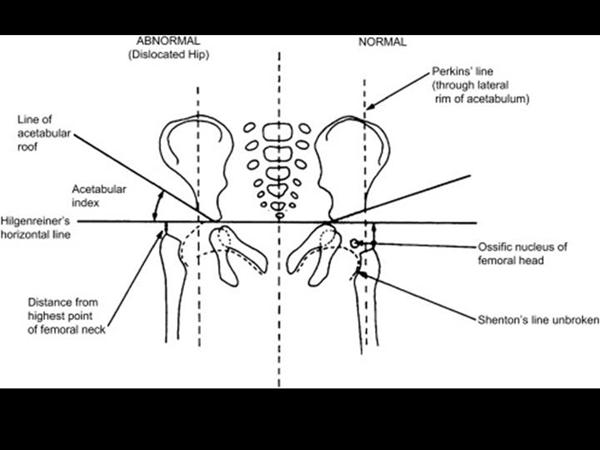 ABNORMAL
(Dislocated Hip)
NORMAL
Perkins' line
(through lateral
rim of acetabulum)
Line of
acetabular
roof
Acetabular
index
Hilgenreiner's
horizontal line
Ossific nucleus of
femoral head
Distance from
highest point
of femoral neck
Shenton's line unbroken